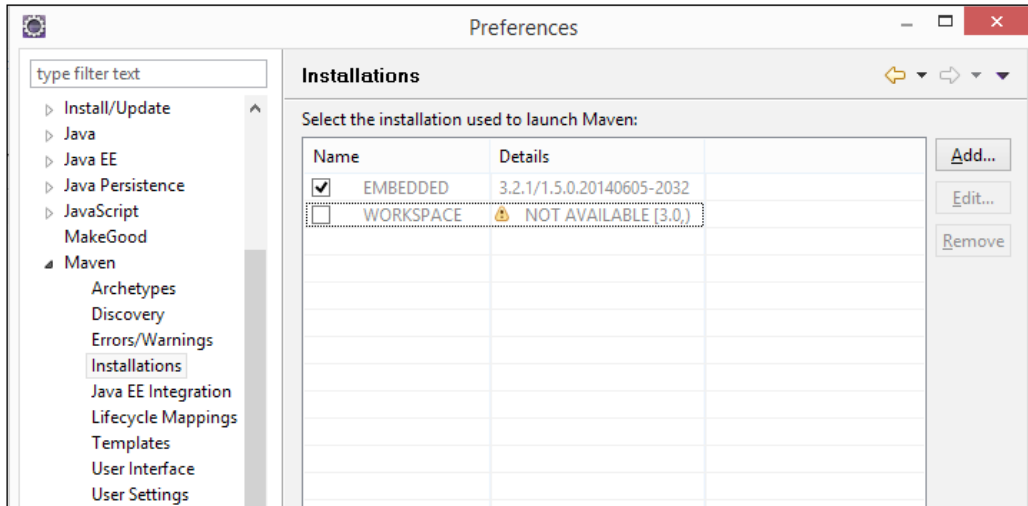 Preferences
type filter text
Install/Update
Java
Java EE
Java Persistence
JavaScript
MakeGood
Maven
Archetypes
Discovery
Errors/Warnings
Installations
Java EE Integration
Lifecycle Mappings
Templates
User Interface
User Settings
Installations
Select the installation used to launch Maven:
Name Details
EMBEDDED 3.2.1/1.5.0.20140605-2032
WORKSPACE NOT AVAILABLE [3.0,)
Add...
Edit...
Remove